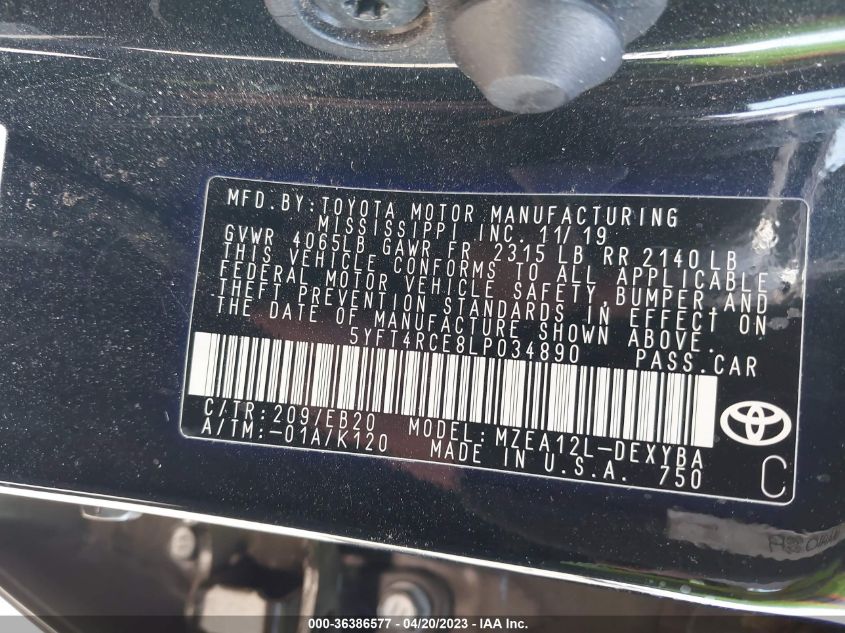 MFD.BY:TOYOTA MOTOR MANUFACTURING
MISSISSIPPI INC. 11/19
GVWR 4065LB GAWR FR 2315 LB RR 2140 LB
THIS VEHICLE CONFORMS TO ALL APPLICABLE
FEDERAL MOTOR VEHICLE SAFETY,BUMPER,AND
THEFT PREVENTION STANDARDS IN EFFECT ON
THE DATE OF MANUFACTURE SHOWN ABOVE.
5YFT4RCE8LP034890 PASS.CAR
C/TR:209/EB20 MODEL:MZEA12L-DEXYBA
A/TM:-01A/K120 MADE IN U.S.A. 750
C
000-36386577 - 04/20/2023 - IAA Inc.